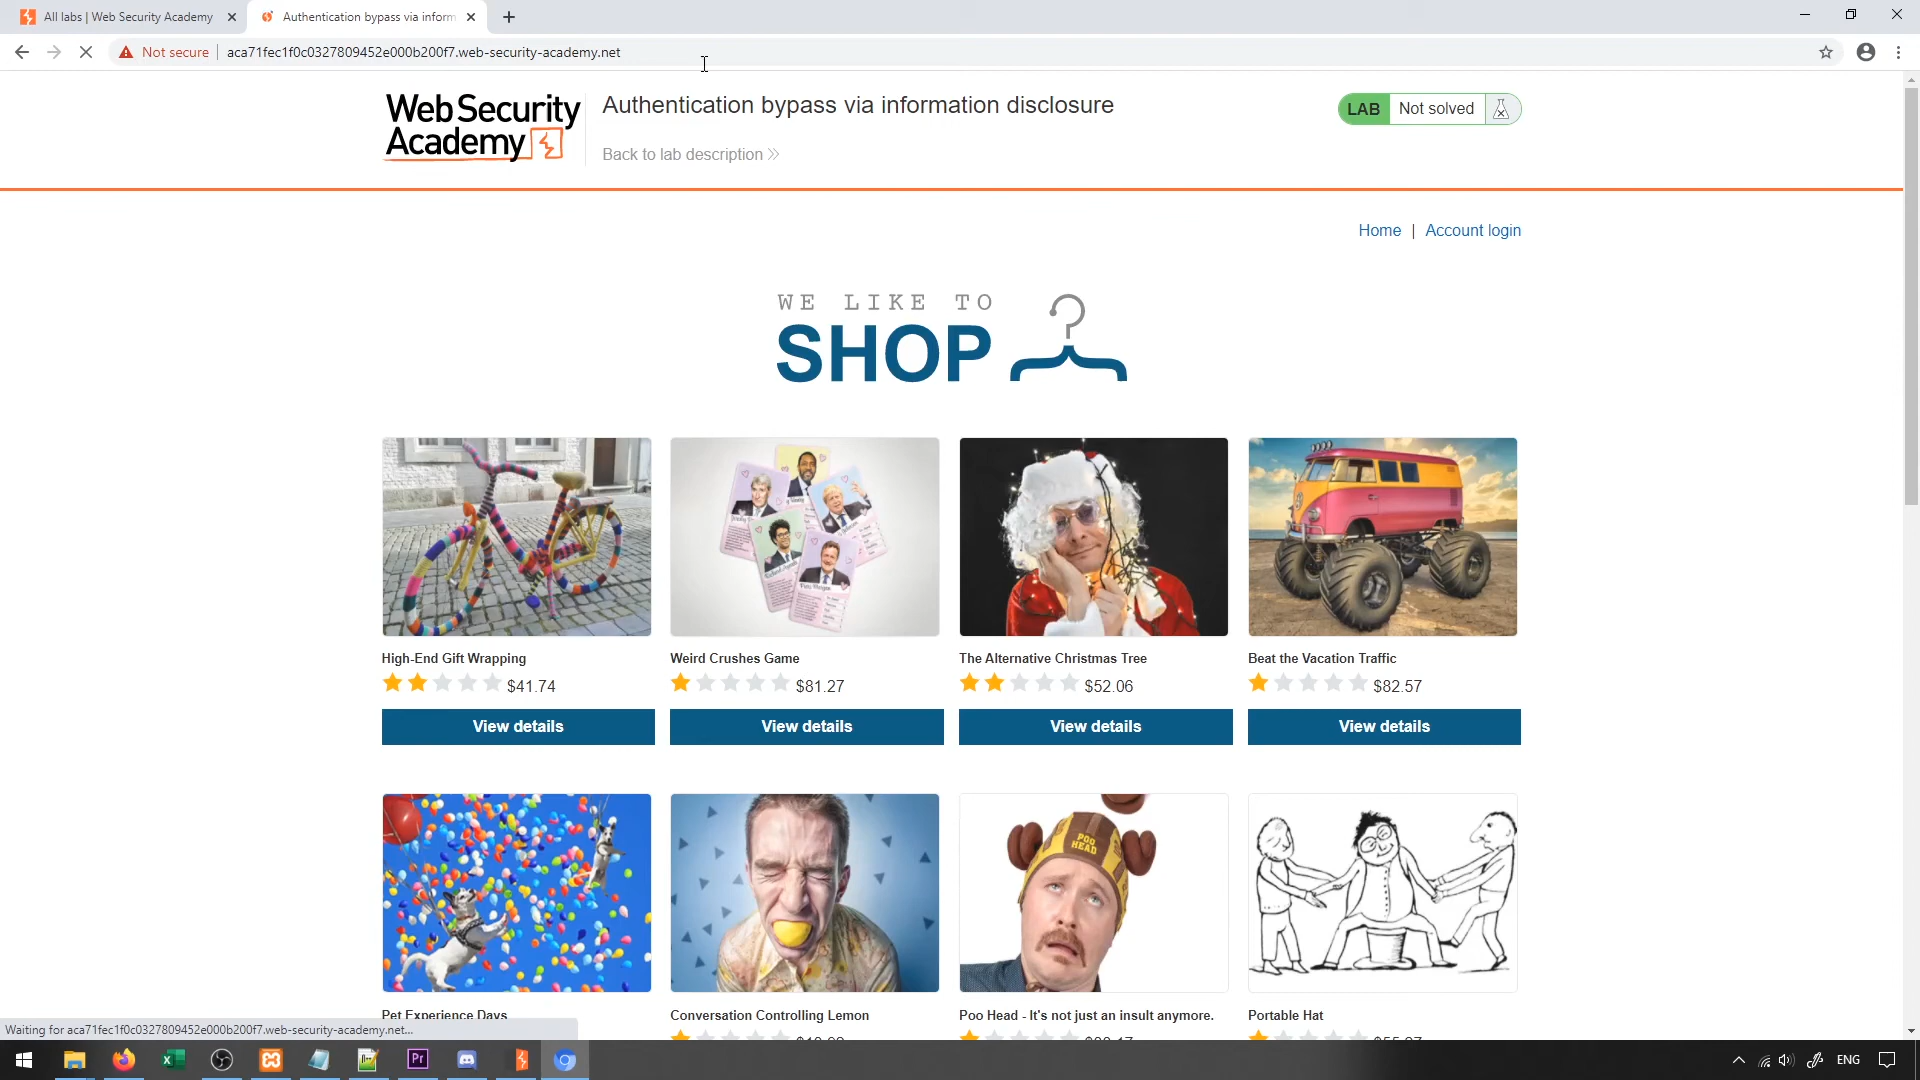 All labs | Web Security Academy
Authentication bypass via inform
Not secure
aca71fec1f0c0327809452e000b200f7.web-security-academy.net
Web Security
Academy
Authentication bypass via information disclosure
Back to lab description
LAB
Not solved
Home | Account login
WE LIKE TO
SHOP
High-End Gift Wrapping
Weird Crushes Game
The Alternative Christmas Tree
Beat the Vacation Traffic
$41.74
$81.27
$52.06
$82.57
View details
View details
View details
View details
POO
HEAD
Pet Experience Days
Conversation Controlling Lemon
Poo Head - It's not just an insult anymore.
Portable Hat
Waiting for aca71fec1f0c0327809452e000b200f7.web-security-academy.net...
Pr
ENG